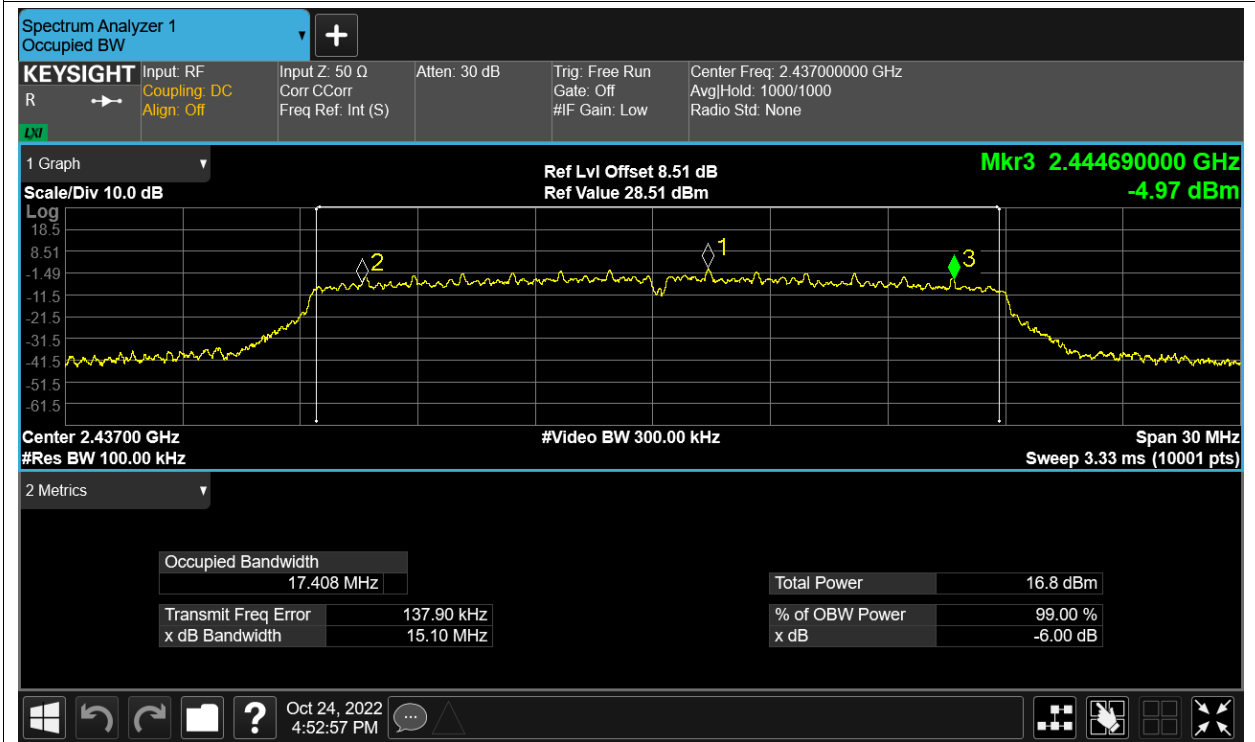 Spectrum Analyzer 1
Occupied BW
KEYSIGHT
R
LXI
Input: RF
Coupling: DC
Align: Off
Input Z: 50 Ω
Corr CCorr
Freq Ref: Int (S)
Atten: 30 dB
Trig: Free Run
Gate: Off
#IF Gain: Low
Center Freq: 2.437000000 GHz
Avg|Hold: 1000/1000
Radio Std: None
1 Graph
Scale/Div 10.0 dB
Ref Lvl Offset 8.51 dB
Ref Value 28.51 dBm
Mkr3 2.444690000 GHz
-4.97 dBm
Log
18.5
8.51
-1.49
-11.5
-21.5
-31.5
-41.5
-51.5
-61.5
2
1
3
Center 2.43700 GHz
#Res BW 100.00 kHz
#Video BW 300.00 kHz
Span 30 MHz
Sweep 3.33 ms (10001 pts)
2 Metrics
Occupied Bandwidth
17.408 MHz
Transmit Freq Error 137.90 kHz
x dB Bandwidth 15.10 MHz
Total Power 16.8 dBm
% of OBW Power 99.00 %
x dB -6.00 dB
?
Oct 24, 2022
4:52:57 PM